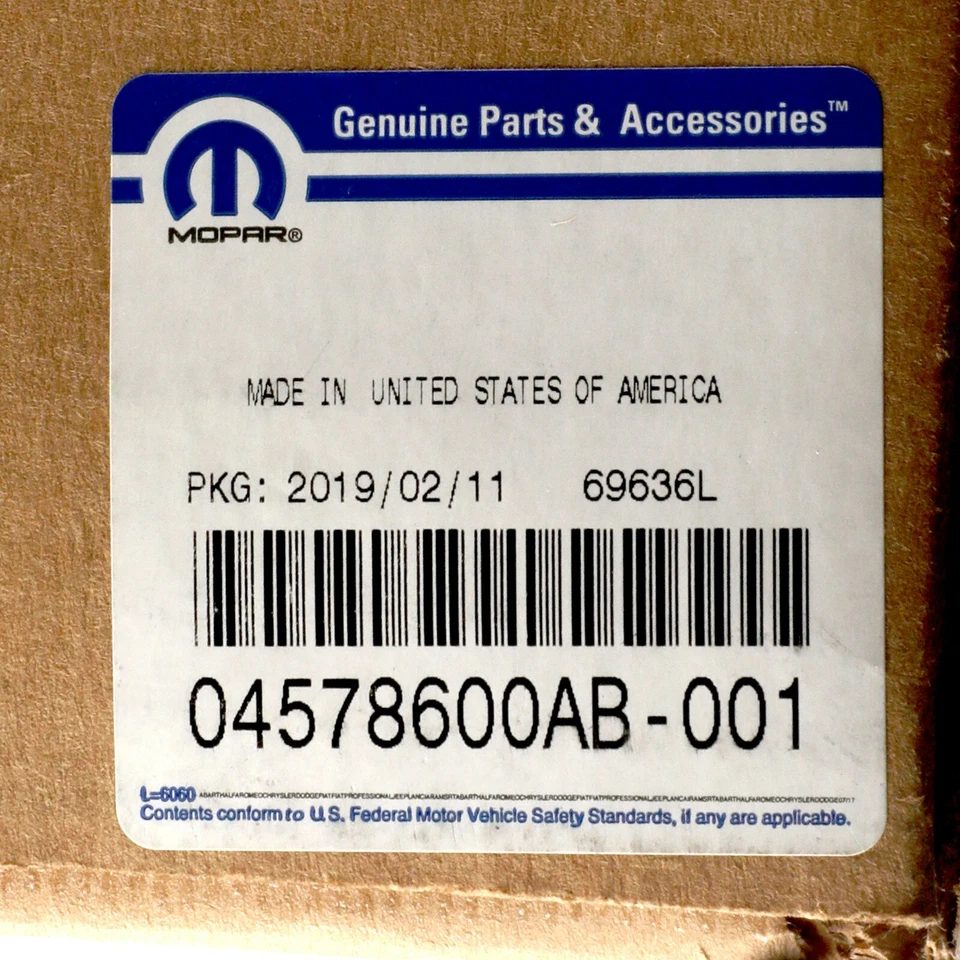 Genuine Parts & Accessories™
MOPAR®
MADE IN UNITED STATES OF AMERICA
PKG: 2019/02/11 69636L
04578600AB-001
L=6060
Contents conform to U.S. Federal Motor Vehicle Safety Standards, if any are applicable.